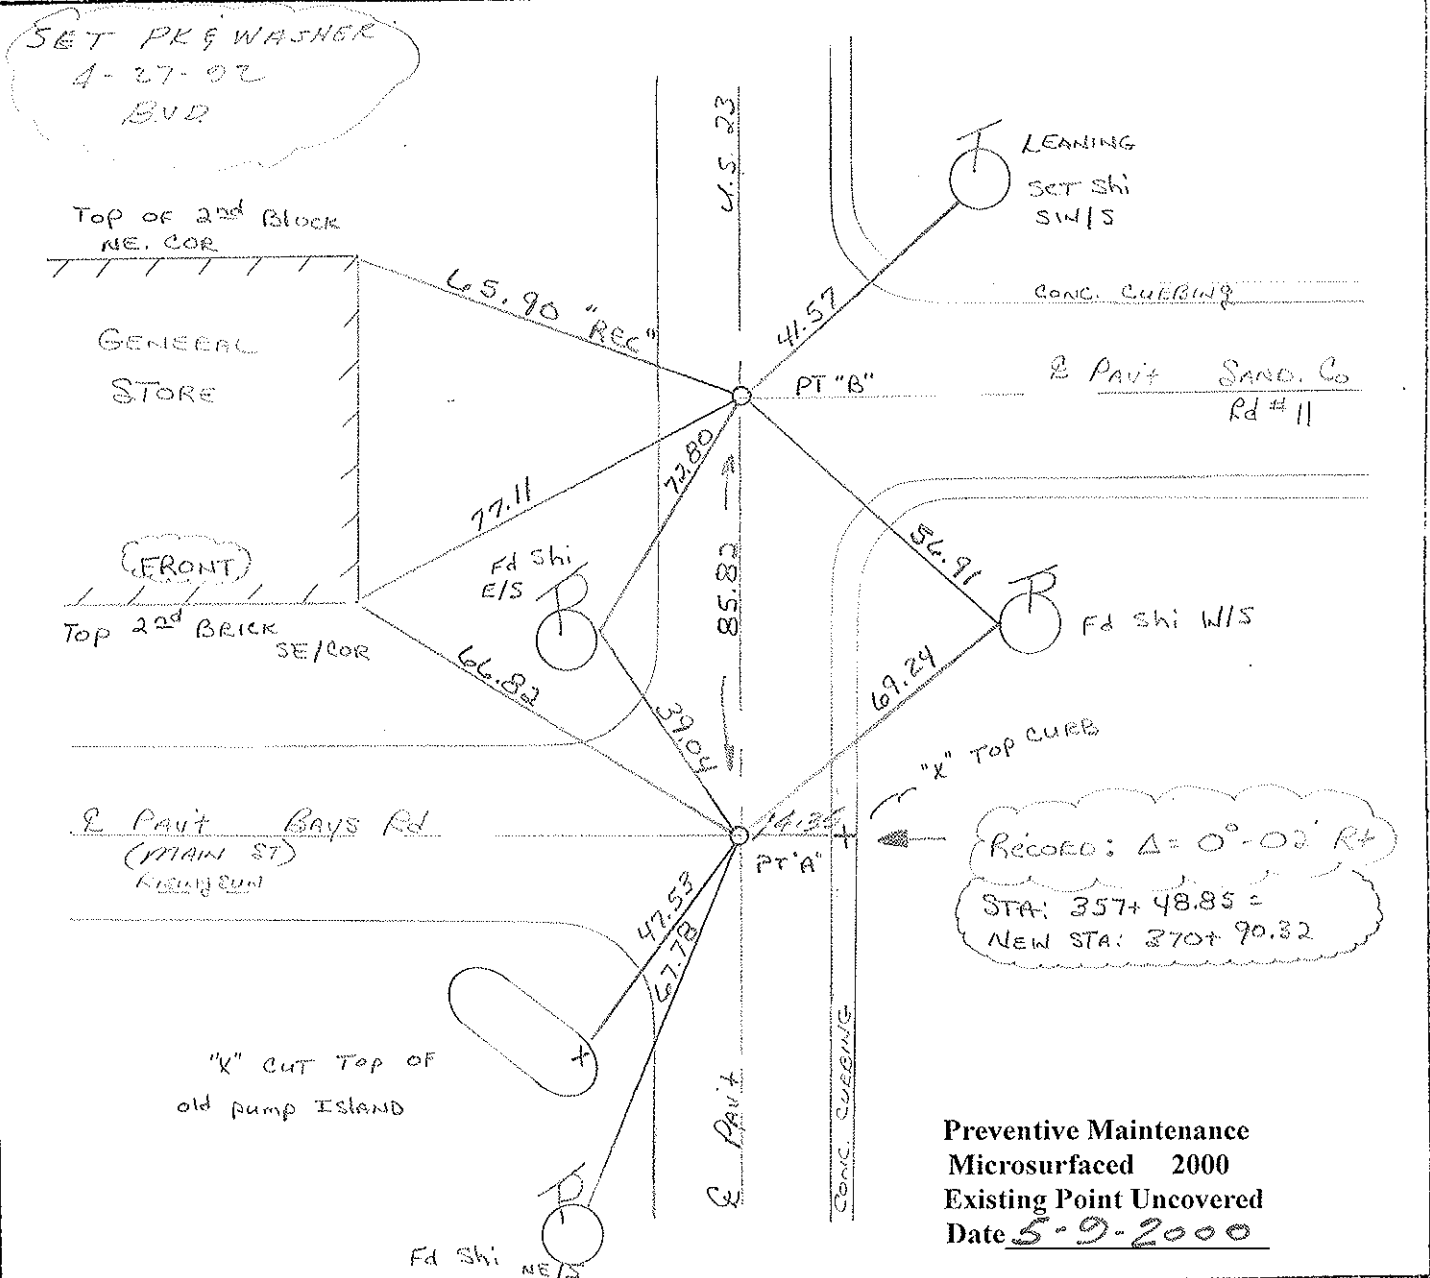 SET PK & WASHER
4-27-92
B.V.D.
U.S. 23
LEANING
SET Shi
SW/S
Top OF 2nd Block
NE. COR
65.90 "REC"
41.57
CONC. CURBING
GENERAL
STORE
PT "B"
℄ PAV't SAND. Co
Rd # 11
72.80
77.11
85.82
56.91
FRONT
Fd Shi
E/S
Top 2nd BRICK
SE/COR
Fd Shi W/S
66.82
39.04
69.24
"X" TOP CURB
℄ PAV't BAYS Rd
(MAIN ST)
RISING SUN
14.34
PT "A"
RECORD: Δ = 0°-02' Rt
STA: 357+ 48.85 =
NEW STA: 370+ 90.32
47.53
67.78
"X" CUT TOP OF
old pump ISLAND
℄ PAV't
CONC. CURBING
Fd Shi NE/S
Preventive Maintenance
Microsurfaced 2000
Existing Point Uncovered
Date 5-9-2000